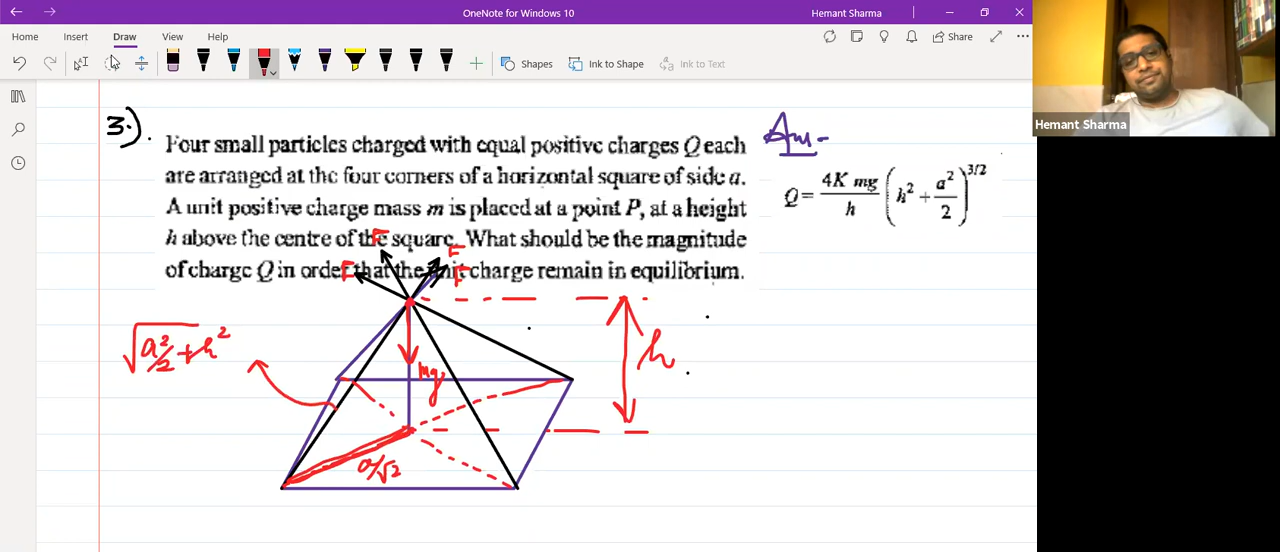 OneNote for Windows 10
Hemant Sharma
Home Insert Draw View Help
Share
Shapes Ink to Shape Ink to Text
Hemant Sharma
3.).
Four small particles charged with equal positive charges Q each
are arranged at the four corners of a horizontal square of side a.
A unit positive charge mass m is placed at a point P, at a height
h above the centre of the square. What should be the magnitude
of charge Q in order that the unit charge remain in equilibrium.
Ans-
Q = 4K mg / h (h² + a²/2)^3/2
F
F
F
F
√a²/2 + h²
mg
h
a/√2